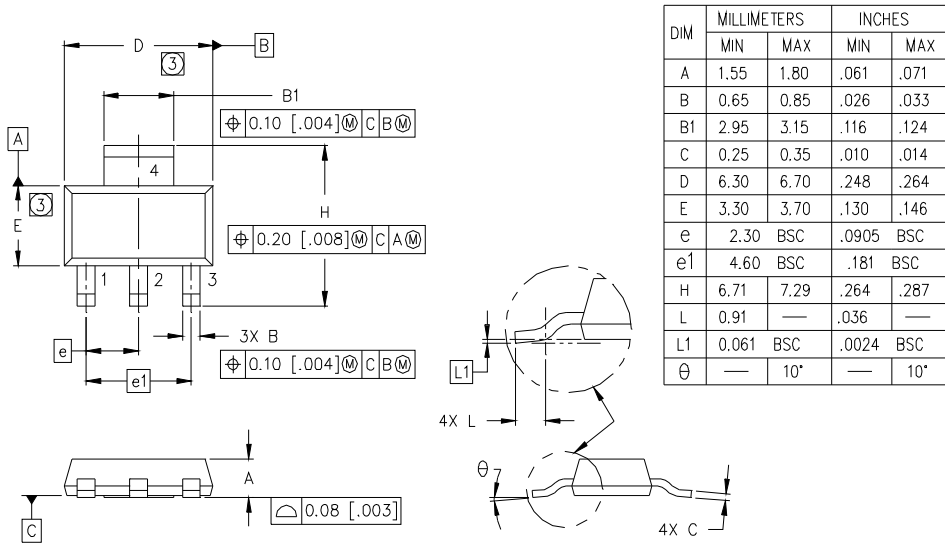 D
B
3
B1
⌖ 0.10 [.004]Ⓜ C BⓂ
A
4
3
E
H
⌖ 0.20 [.008]Ⓜ C AⓂ
1 2 3
3X B
e
⌖ 0.10 [.004]Ⓜ C BⓂ
e1
L1
4X L
A
θ
C
⌓ 0.08 [.003]
4X C
DIM MILLIMETERS INCHES
MIN MAX MIN MAX
A 1.55 1.80 .061 .071
B 0.65 0.85 .026 .033
B1 2.95 3.15 .116 .124
C 0.25 0.35 .010 .014
D 6.30 6.70 .248 .264
E 3.30 3.70 .130 .146
e 2.30 BSC .0905 BSC
e1 4.60 BSC .181 BSC
H 6.71 7.29 .264 .287
L 0.91 — .036 —
L1 0.061 BSC .0024 BSC
θ — 10° — 10°